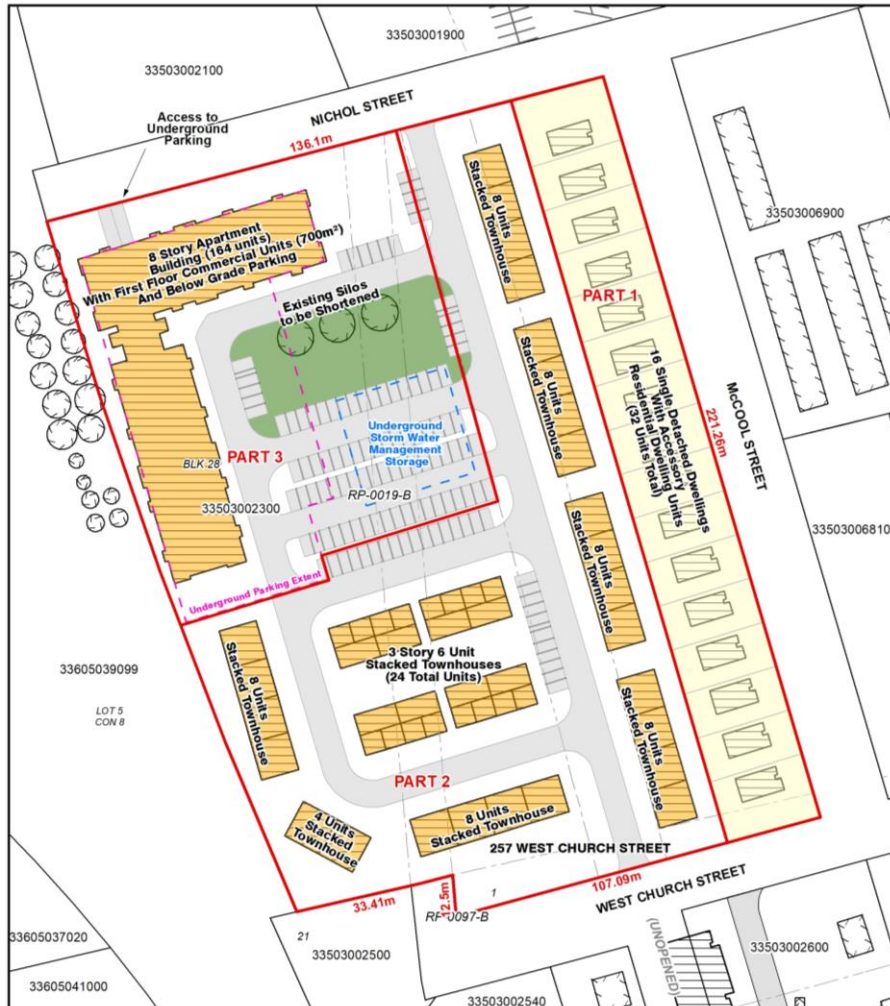 33503001900
33503002100
Access to
Underground
Parking
NICHOL STREET
136.1m
8 Story Apartment
Building (164 units)
With First Floor Commercial Units (700m²)
And Below Grade Parking
8 Units
Stacked Townhouse
33503006900
PART 1
Existing Silos
to be Shortened
8 Units
Stacked Townhouse
16 Single Detached Dwellings
With Accessory
Residential Dwelling Units
(32 Units Total)
221.26m
McCOOL STREET
Underground
Storm Water
Management
Storage
BLK 28
PART 3
33503002300
RP-0019-B
8 Units
Stacked Townhouse
33503006810
Underground Parking Extent
3 Story 6 Unit
Stacked Townhouses
(24 Total Units)
33605039099
LOT 5
CON 8
8 Units
Stacked Townhouse
8 Units
Stacked Townhouse
PART 2
4 Units
Stacked
Townhouse
8 Units
Stacked Townhouse
257 WEST CHURCH STREET
33.41m
12.5m
1
107.09m
WEST CHURCH STREET
RP-0097-B
21
33503002500
(UNOPENED)
33503002600
33605037020
33605041000
33503002540